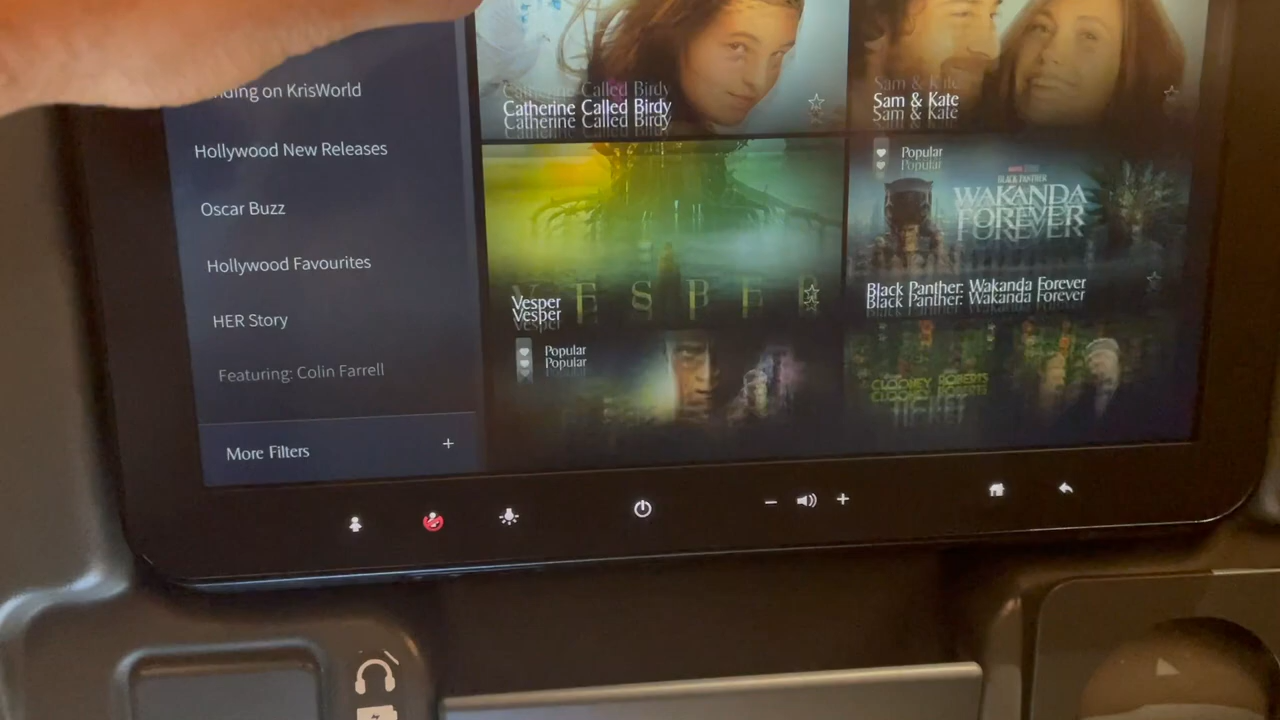 nding on KrisWorld
Hollywood New Releases
Oscar Buzz
Hollywood Favourites
HER Story
Featuring: Colin Farrell
More Filters +
Catherine Called Birdy
Sam & Kate
VESPER
Vesper
Popular
BLACK PANTHER:
WAKANDA
FOREVER
Black Panther: Wakanda Forever
Popular
CLOONEY ROBERTS
TICKET